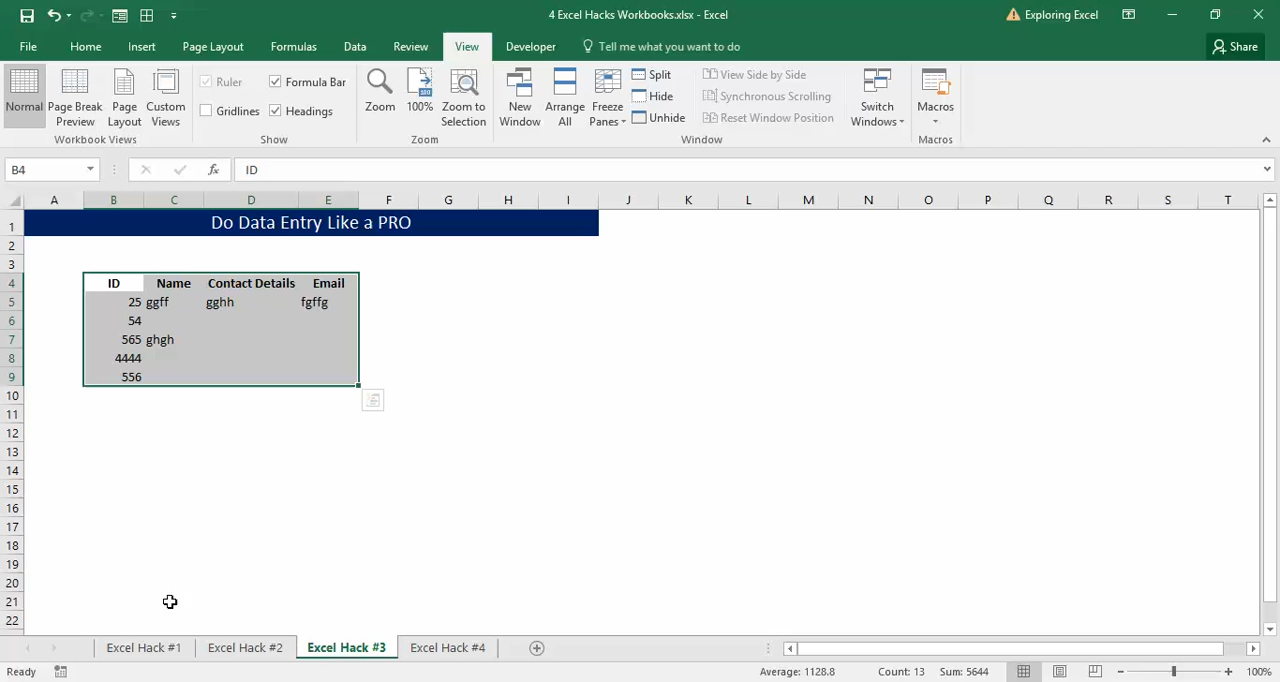 4 Excel Hacks Workbooks.xlsx - Excel
Exploring Excel
File Home Insert Page Layout Formulas Data Review View Developer Tell me what you want to do Share
Normal
Page Break Preview
Page Layout
Custom Views
Workbook Views
Ruler
Formula Bar
Gridlines
Headings
Show
Zoom
100%
Zoom to Selection
Zoom
New Window
Arrange All
Freeze Panes
Split
Hide
Unhide
View Side by Side
Synchronous Scrolling
Reset Window Position
Window
Switch Windows
Macros
Macros
B4 fx ID
A B C D E F G H I J K L M N O P Q R S T
1 Do Data Entry Like a PRO
2
3
4 ID Name Contact Details Email
5 25 ggff gghh fgffg
6 54
7 565 ghgh
8 4444
9 556
10
11
12
13
14
15
16
17
18
19
20
21
22
Excel Hack #1 Excel Hack #2 Excel Hack #3 Excel Hack #4
Ready Average: 1128.8 Count: 13 Sum: 5644 100%